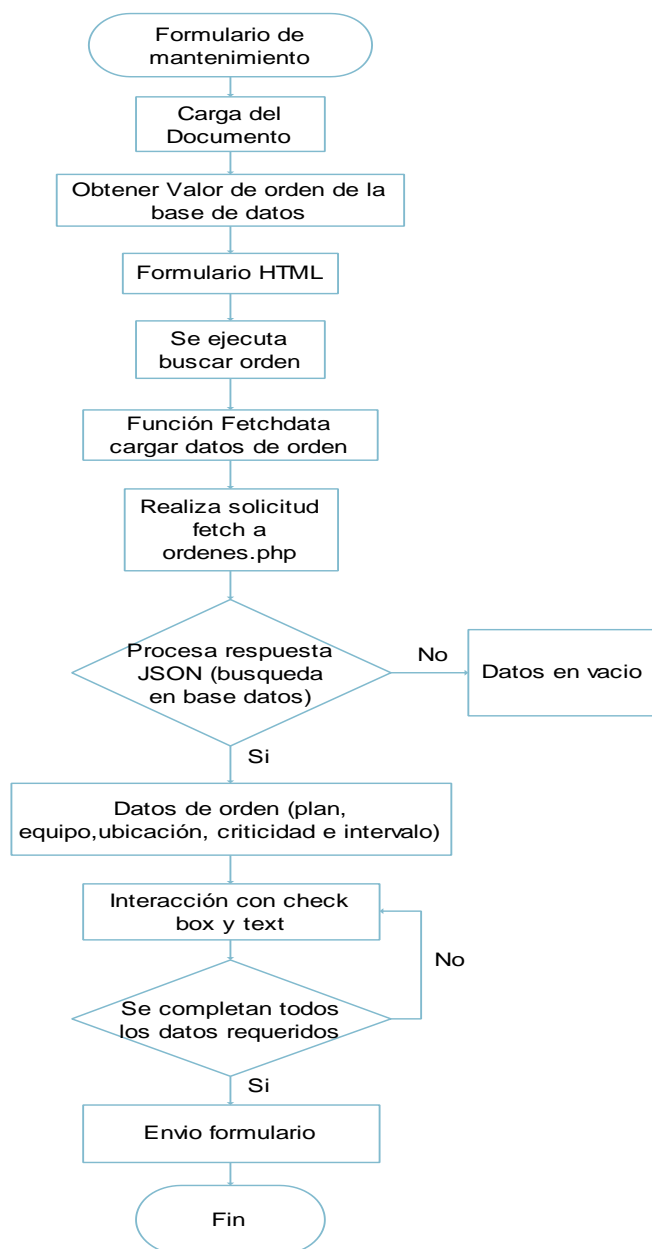 Formulario de
mantenimiento
Carga del
Documento
Obtener Valor de orden de la
base de datos
Formulario HTML
Se ejecuta
buscar orden
Función Fetchdata
cargar datos de orden
Realiza solicitud
fetch a
ordenes.php
Procesa respuesta
JSON (busqueda
en base datos)
No
Datos en vacio
Si
Datos de orden (plan,
equipo,ubicación, criticidad e intervalo)
Interacción con check
box y text
No
Se completan todos
los datos requeridos
Si
Envio formulario
Fin